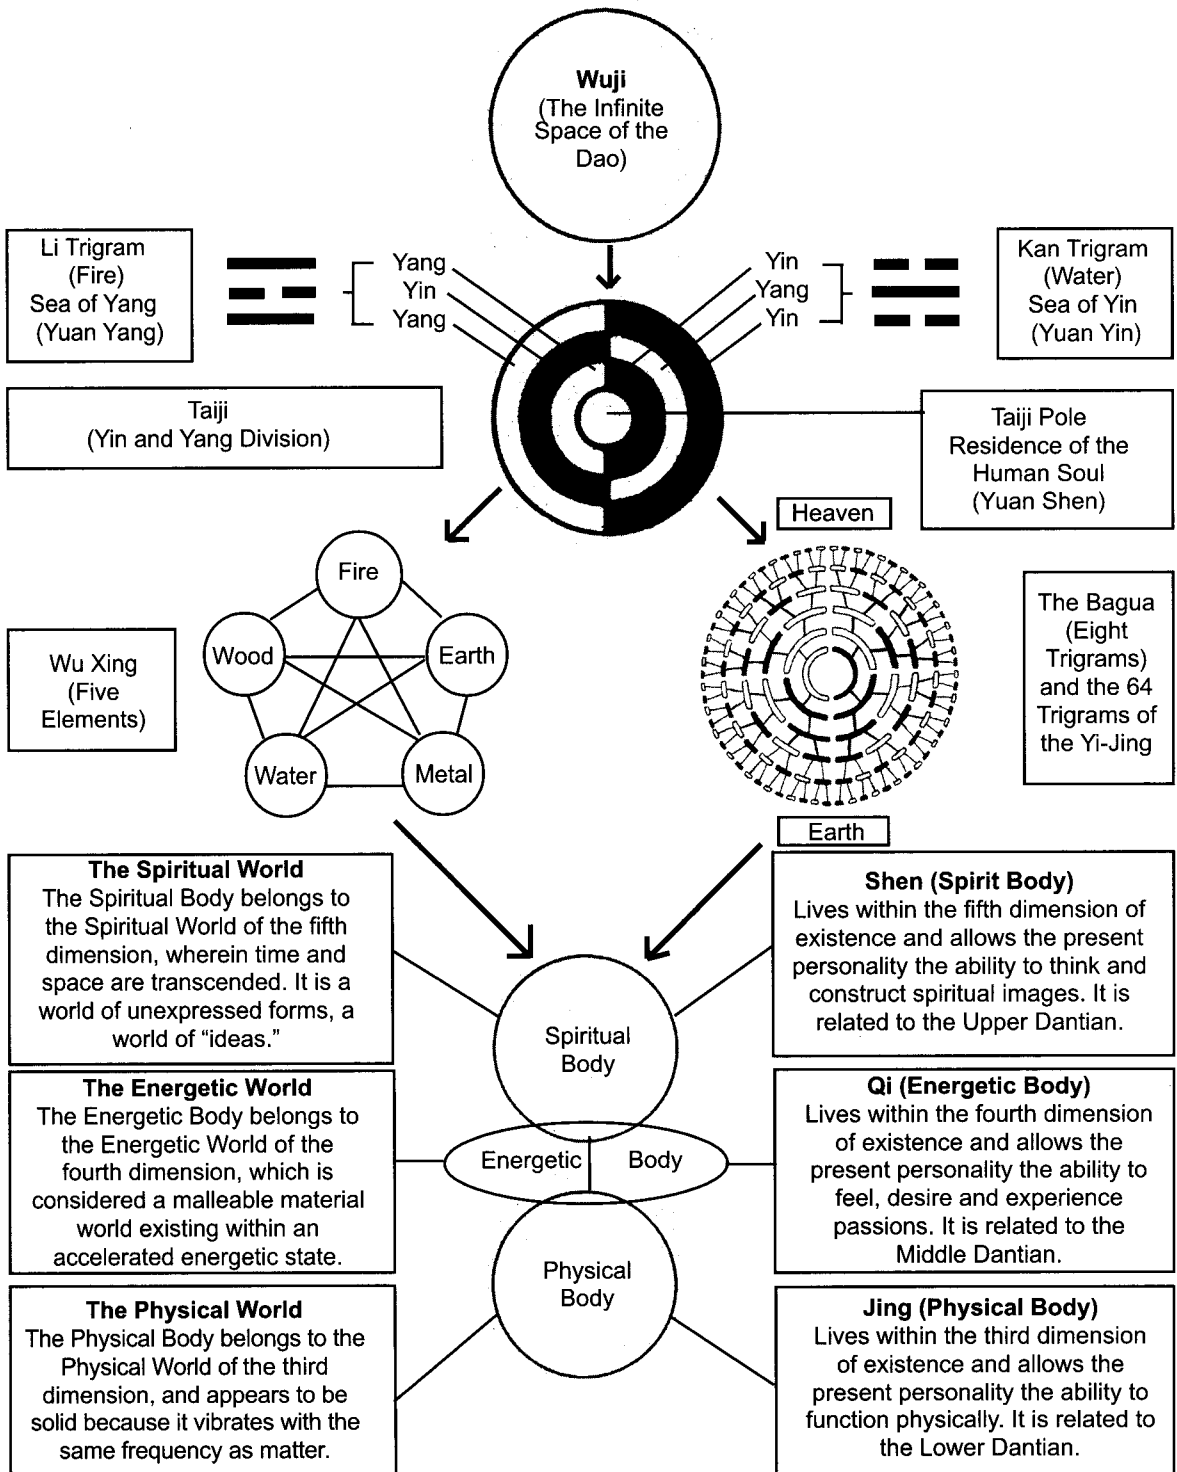 Wuji
(The Infinite
Space of the
Dao)
Li Trigram
(Fire)
Sea of Yang
(Yuan Yang)
Yang
Yin
Yang
Yin
Yang
Yin
Kan Trigram
(Water)
Sea of Yin
(Yuan Yin)
Taiji
(Yin and Yang Division)
Taiji Pole
Residence of the
Human Soul
(Yuan Shen)
Heaven
Fire
Wood
Earth
Water
Metal
Wu Xing
(Five
Elements)
The Bagua
(Eight
Trigrams)
and the 64
Trigrams of
the Yi-Jing
Earth
The Spiritual World
The Spiritual Body belongs to
the Spiritual World of the fifth
dimension, wherein time and
space are transcended. It is a
world of unexpressed forms, a
world of “ideas.”
Shen (Spirit Body)
Lives within the fifth dimension of
existence and allows the present
personality the ability to think and
construct spiritual images. It is
related to the Upper Dantian.
Spiritual
Body
The Energetic World
The Energetic Body belongs to
the Energetic World of the
fourth dimension, which is
considered a malleable material
world existing within an
accelerated energetic state.
Energetic Body
Qi (Energetic Body)
Lives within the fourth dimension
of existence and allows the
present personality the ability to
feel, desire and experience
passions. It is related to the
Middle Dantian.
Physical
Body
The Physical World
The Physical Body belongs to the
Physical World of the third
dimension, and appears to be
solid because it vibrates with the
same frequency as matter.
Jing (Physical Body)
Lives within the third dimension
of existence and allows the
present personality the ability to
function physically. It is related to
the Lower Dantian.